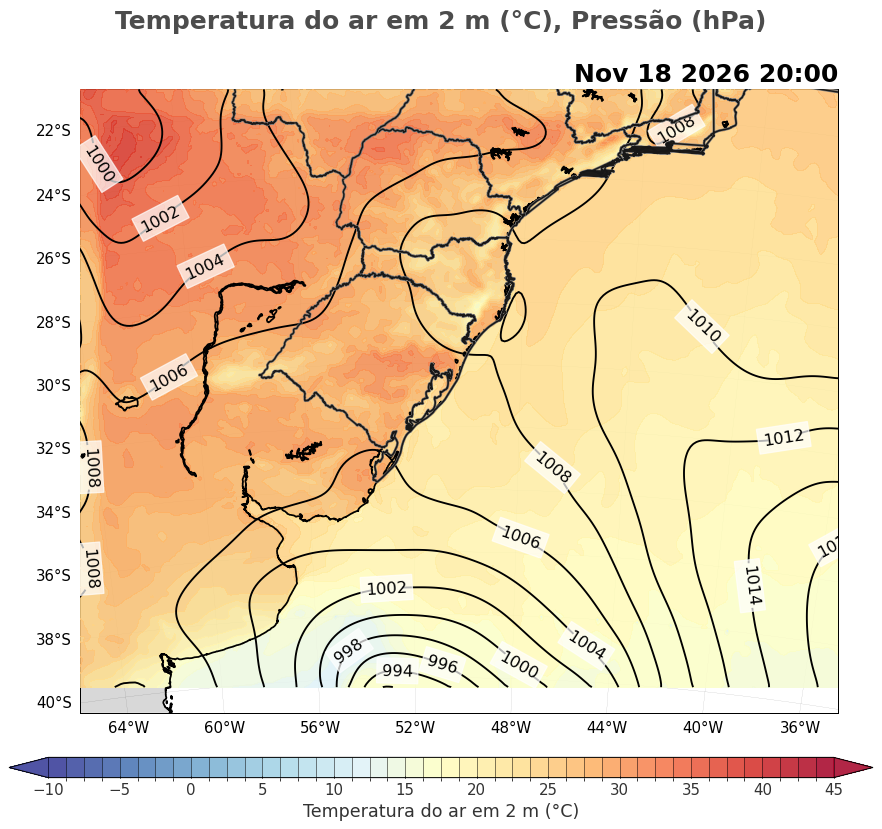 Temperatura do ar em 2 m (°C), Pressão (hPa)
Nov 18 2026 20:00
22°S
24°S
26°S
28°S
30°S
32°S
34°S
36°S
38°S
40°S
1000
1002
1004
1006
1008
1008
1008
1010
1012
1008
1006
1014
1002
1004
998
996
1000
994
64°W
60°W
56°W
52°W
48°W
44°W
40°W
36°W
−10
−5
0
5
10
15
20
25
30
35
40
45
Temperatura do ar em 2 m (°C)